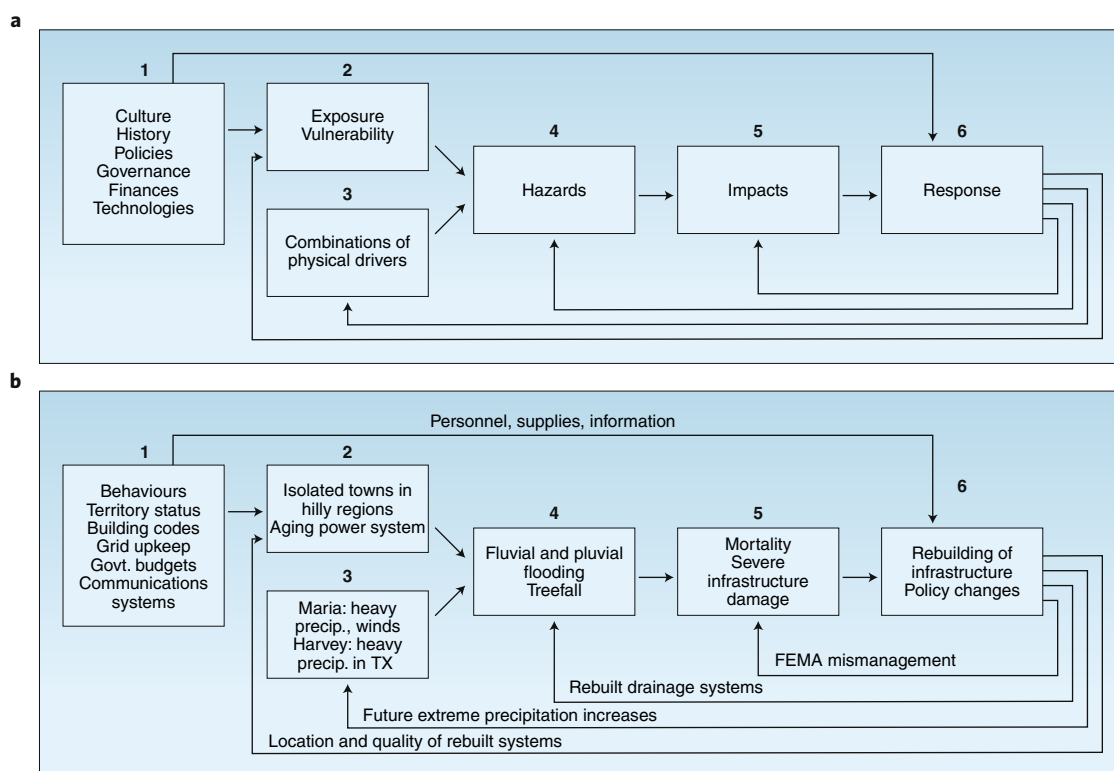 a
1
Culture
History
Policies
Governance
Finances
Technologies
2
Exposure
Vulnerability
3
Combinations of
physical drivers
4
Hazards
5
Impacts
6
Response
b
Personnel, supplies, information
1
Behaviours
Territory status
Building codes
Grid upkeep
Govt. budgets
Communications
systems
2
Isolated towns in
hilly regions
Aging power system
3
Maria: heavy
precip., winds
Harvey: heavy
precip. in TX
4
Fluvial and pluvial
flooding
Treefall
5
Mortality
Severe
infrastructure
damage
6
Rebuilding of
infrastructure
Policy changes
FEMA mismanagement
Rebuilt drainage systems
Future extreme precipitation increases
Location and quality of rebuilt systems